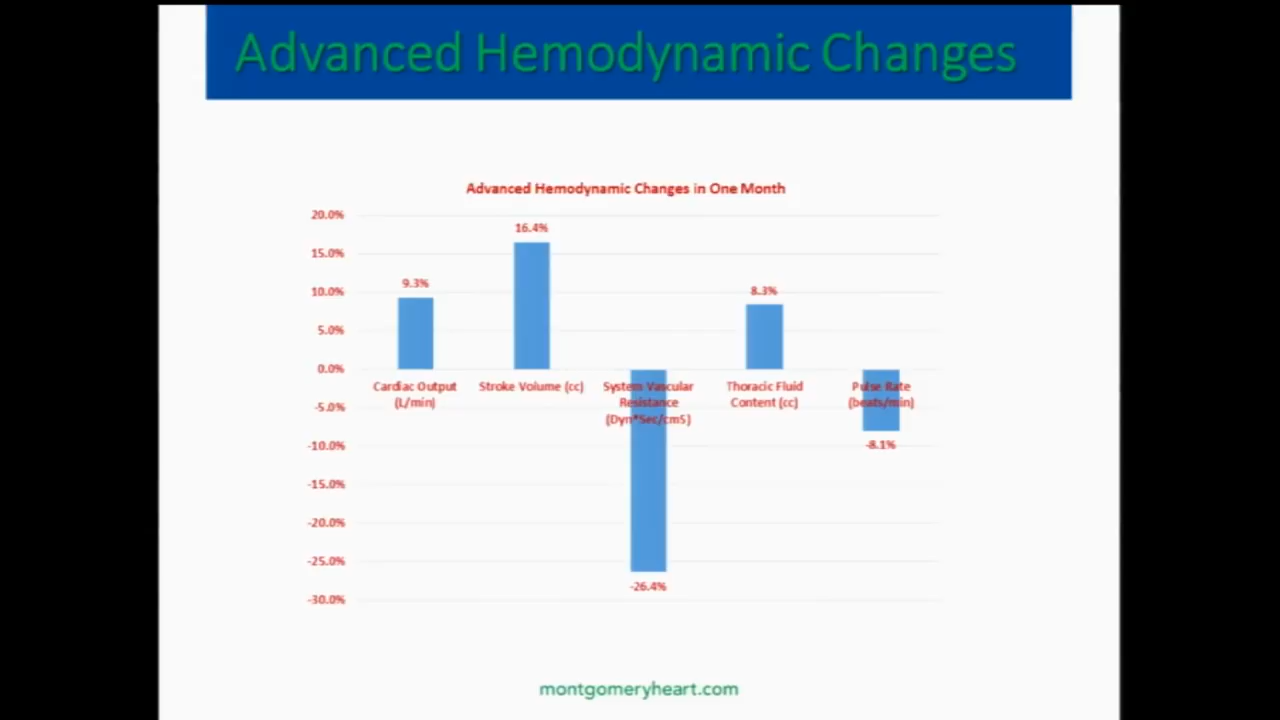 Advanced Hemodynamic Changes
Advanced Hemodynamic Changes in One Month
20.0%
15.0%
10.0%
5.0%
0.0%
-5.0%
-10.0%
-15.0%
-20.0%
-25.0%
-30.0%
9.3%
16.4%
-26.4%
8.3%
-8.1%
Cardiac Output
(L/min)
Stroke Volume (cc)
System Vascular
Resistance
(Dyn*Sec/cm5)
Thoracic Fluid
Content (cc)
Pulse Rate
(beats/min)
montgomeryheart.com